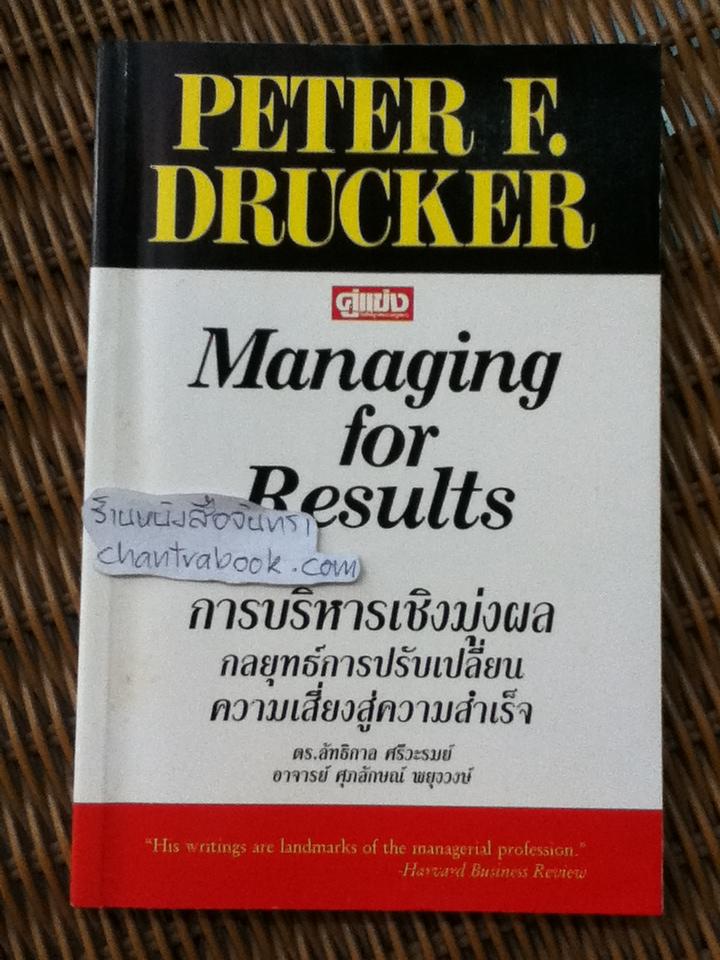 PETER F.
DRUCKER
คู่แข่ง
Managing
for
Results
ร้านหนังสือจันทรา
chantrabook.com
การบริหารเชิงมุ่งผล
กลยุทธ์การปรับเปลี่ยน
ความเสี่ยงสู่ความสำเร็จ
ดร.ลัทธิกาล ศรีวะรมย์
อาจารย์ ศุภลักษณ์ พยุงวงษ์
"His writings are landmarks of the managerial profession."
-Harvard Business Review